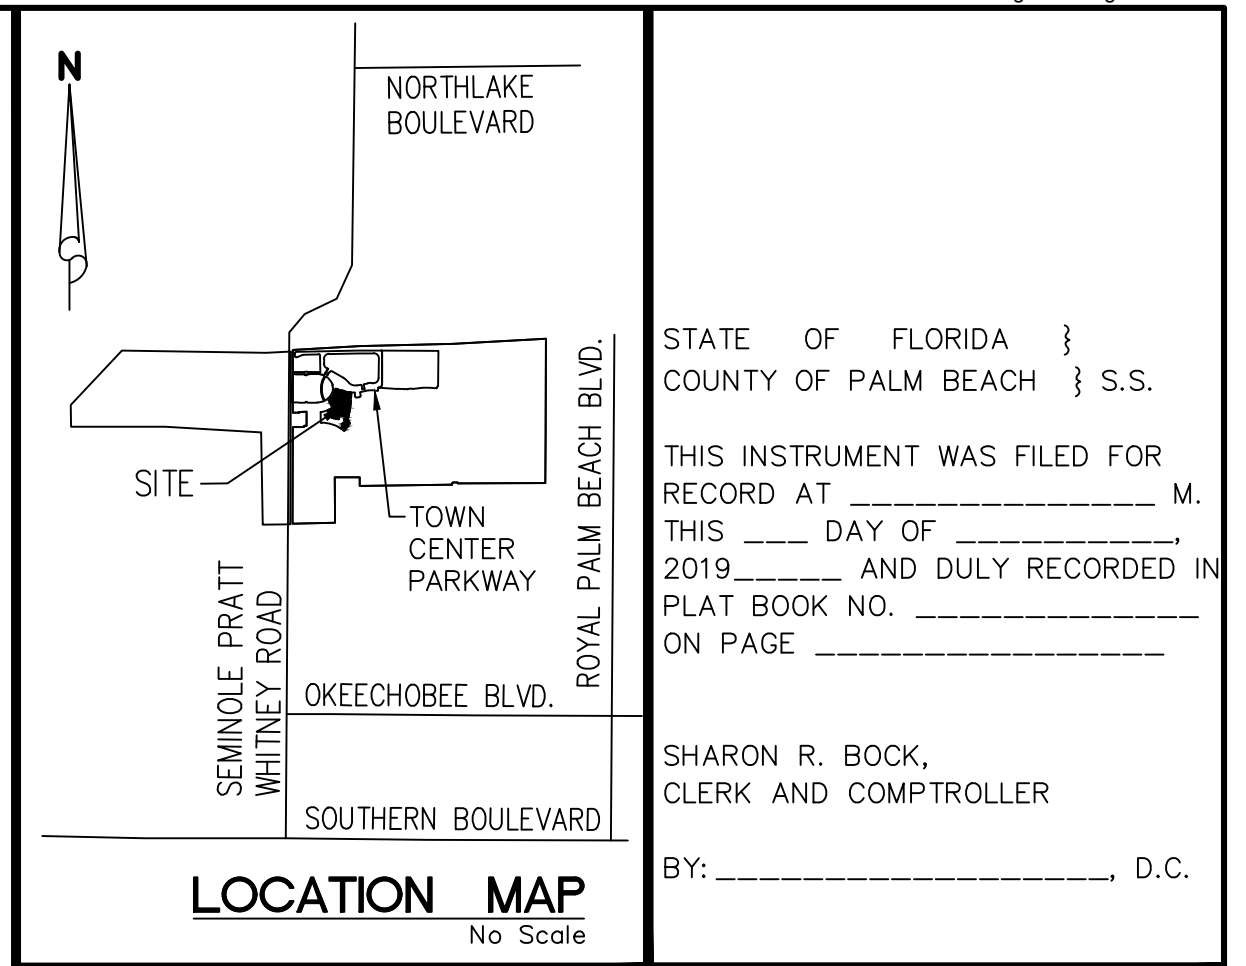 N
NORTHLAKE
BOULEVARD
SITE
TOWN
CENTER
PARKWAY
ROYAL PALM BEACH BLVD.
SEMINOLE PRATT
WHITNEY ROAD
OKEECHOBEE BLVD.
SOUTHERN BOULEVARD
LOCATION MAP
No Scale
STATE OF FLORIDA }
COUNTY OF PALM BEACH } S.S.
THIS INSTRUMENT WAS FILED FOR
RECORD AT ______________ M.
THIS ___ DAY OF __________,
2019_____ AND DULY RECORDED IN
PLAT BOOK NO. _____________
ON PAGE ________________
SHARON R. BOCK,
CLERK AND COMPTROLLER
BY: __________________, D.C.